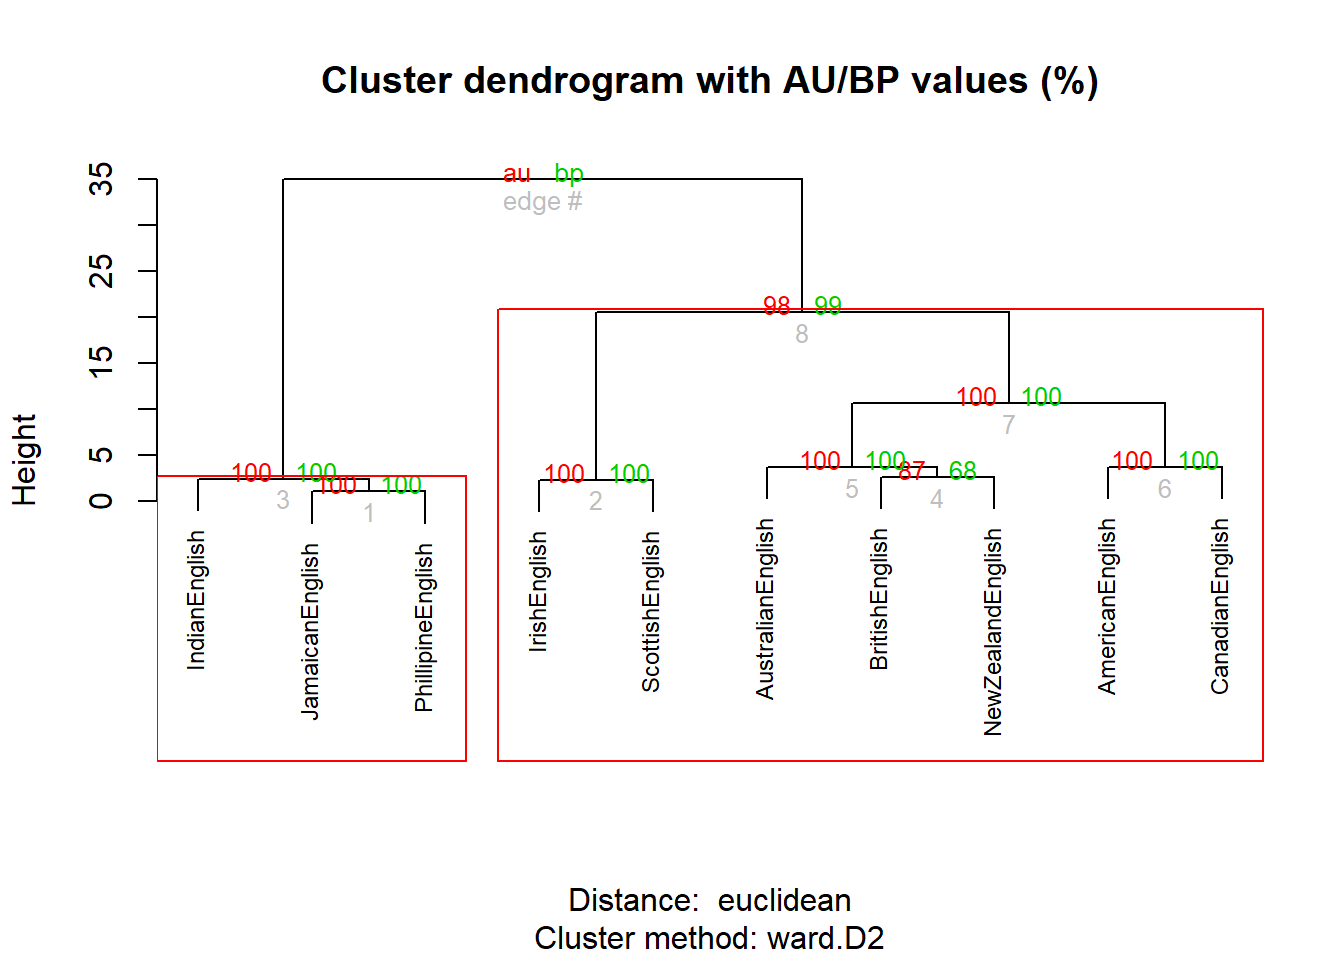 Cluster dendrogram with AU/BP values (%)
Height
35
25
15
5
0
au bp
edge #
98 99
8
100 100
7
100 100
3
100 100
1
100 100
2
100 100
5
87 68
4
100 100
6
IndianEnglish
JamaicanEnglish
PhillipineEnglish
IrishEnglish
ScottishEnglish
AustralianEnglish
BritishEnglish
NewZealandEnglish
AmericanEnglish
CanadianEnglish
Distance: euclidean
Cluster method: ward.D2